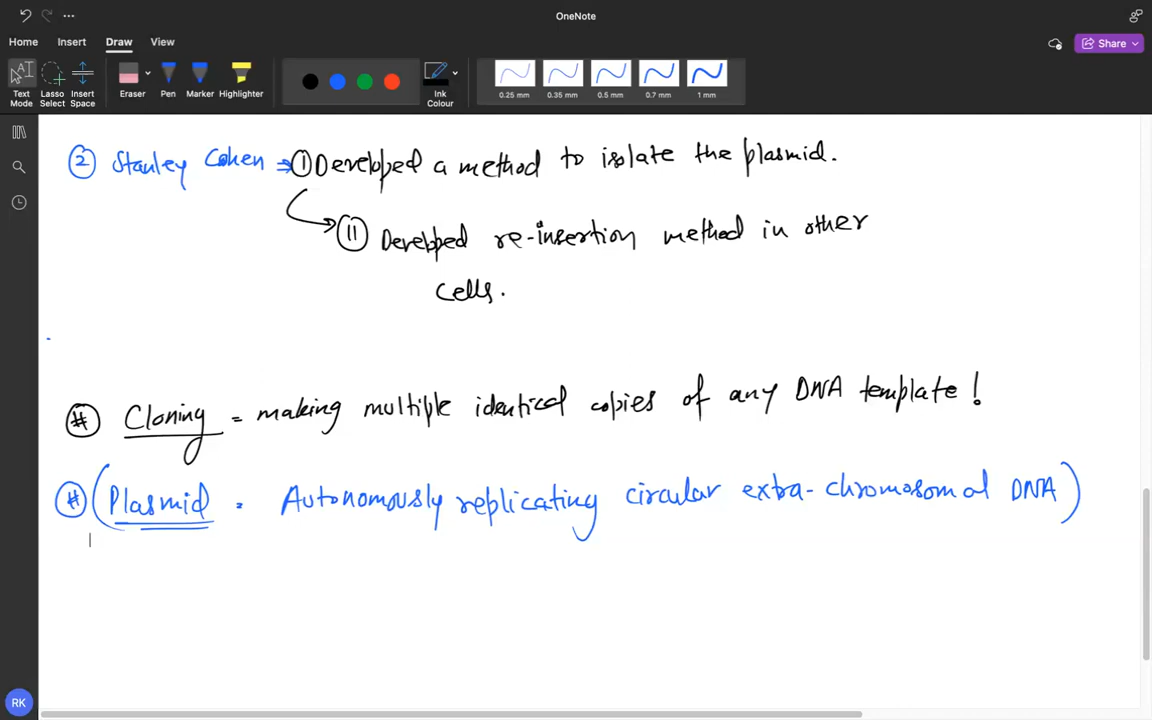 OneNote
Home Insert Draw View
Share
Text Mode Lasso Select Insert Space Eraser Pen Marker Highlighter Ink Colour 0.25 mm 0.35 mm 0.5 mm 0.7 mm 1 mm
② Stanley Cohen ⇒ Ⓘ Developed a method to isolate the plasmid.
Ⓘⓘ Developed re-insertion method in other
cells.
# Cloning = making multiple identical copies of any DNA template!
# (Plasmid = Autonomously replicating circular extra-chromosomal DNA)
RK